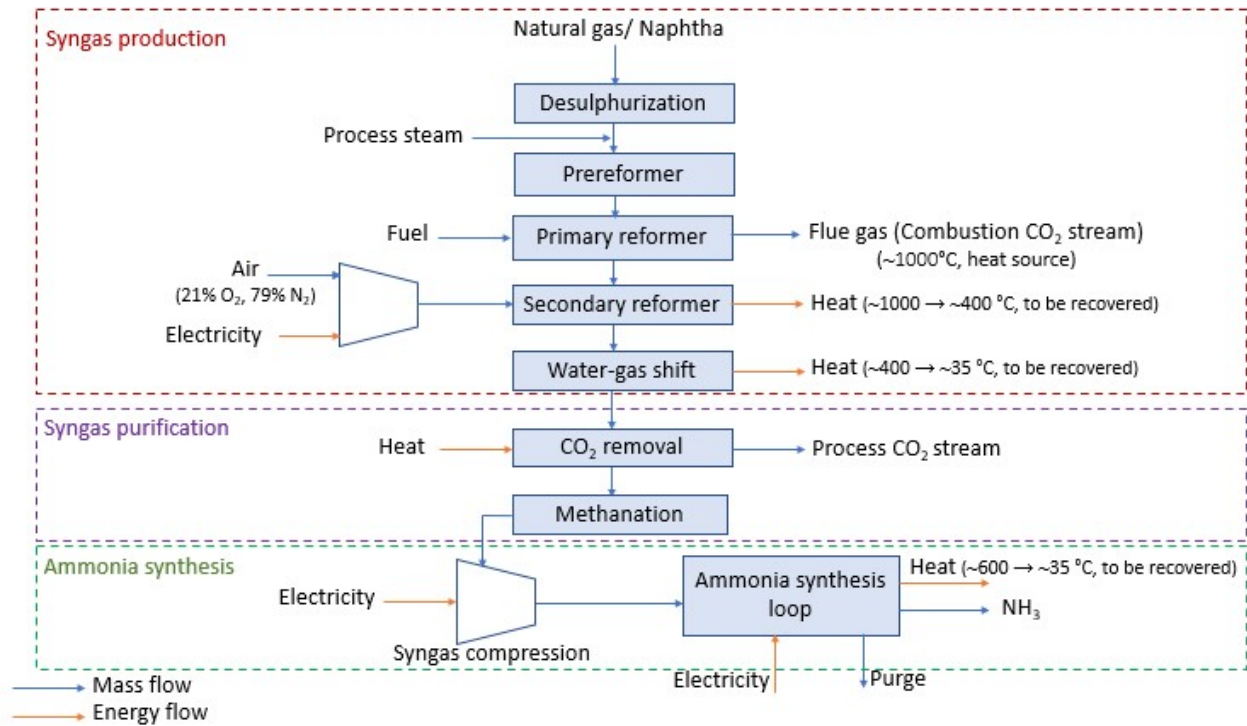 Syngas production
Natural gas/ Naphtha
Desulphurization
Process steam
Prereformer
Fuel
Primary reformer
Flue gas (Combustion CO₂ stream)
(~1000°C, heat source)
Air
(21% O₂, 79% N₂)
Secondary reformer
Heat (~1000 → ~400 °C, to be recovered)
Electricity
Water-gas shift
Heat (~400 → ~35 °C, to be recovered)
Syngas purification
Heat
CO₂ removal
Process CO₂ stream
Methanation
Ammonia synthesis
Heat (~600 → ~35 °C, to be recovered)
Electricity
Ammonia synthesis
loop
NH₃
Syngas compression
Electricity
Purge
Mass flow
Energy flow